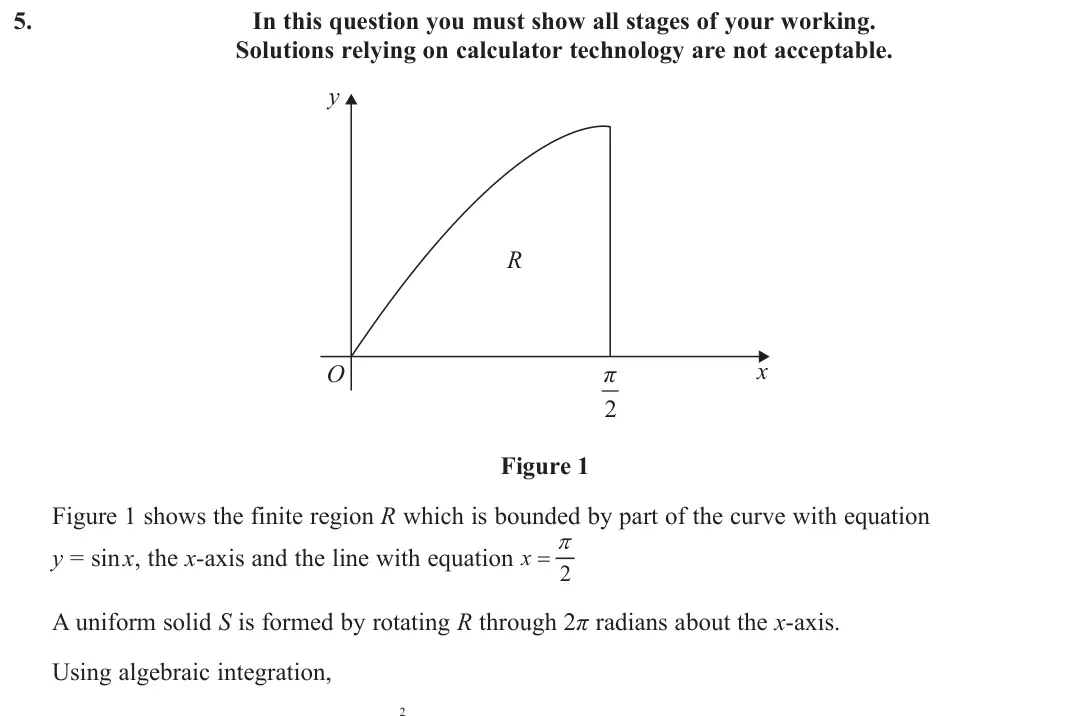 5.
In this question you must show all stages of your working.
Solutions relying on calculator technology are not acceptable.
y
R
O
π
2
x
Figure 1
Figure 1 shows the finite region R which is bounded by part of the curve with equation
y = sin x, the x-axis and the line with equation x = π/2
A uniform solid S is formed by rotating R through 2π radians about the x-axis.
Using algebraic integration,
2